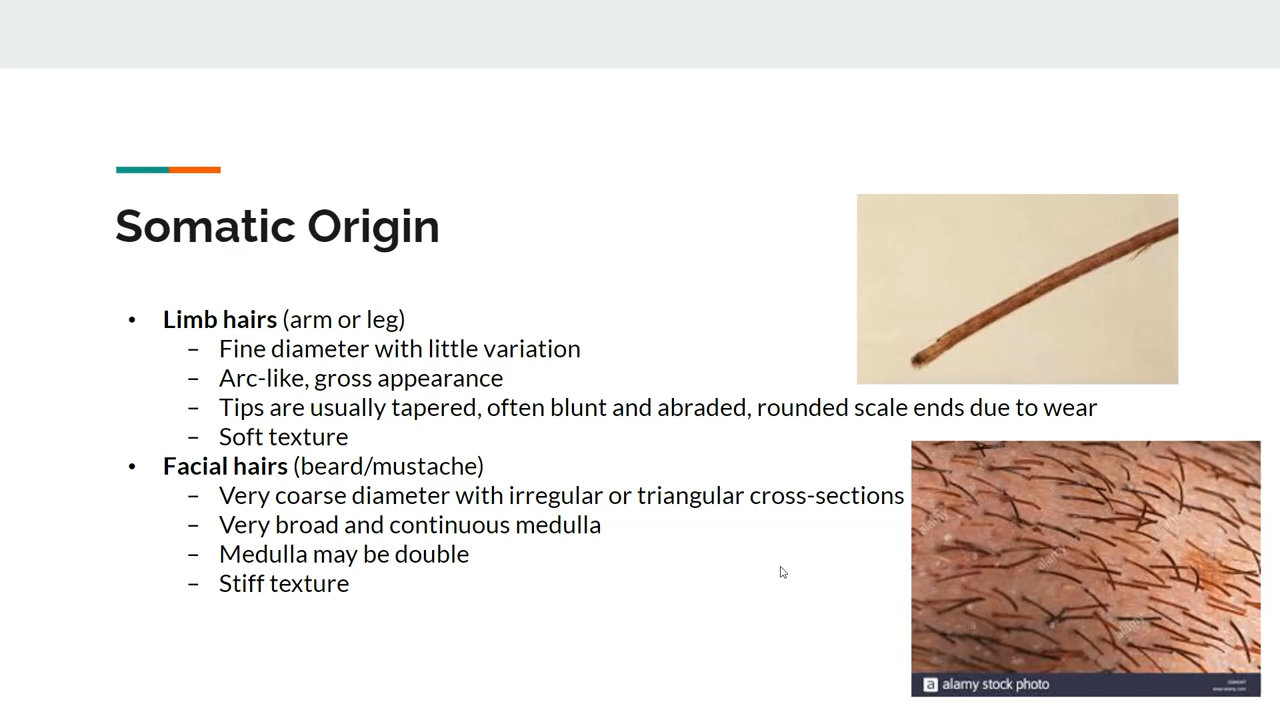 Somatic Origin
• Limb hairs (arm or leg)
– Fine diameter with little variation
– Arc-like, gross appearance
– Tips are usually tapered, often blunt and abraded, rounded scale ends due to wear
– Soft texture
• Facial hairs (beard/mustache)
– Very coarse diameter with irregular or triangular cross-sections
– Very broad and continuous medulla
– Medulla may be double
– Stiff texture
alamy
alamy
alamy
a alamy stock photo